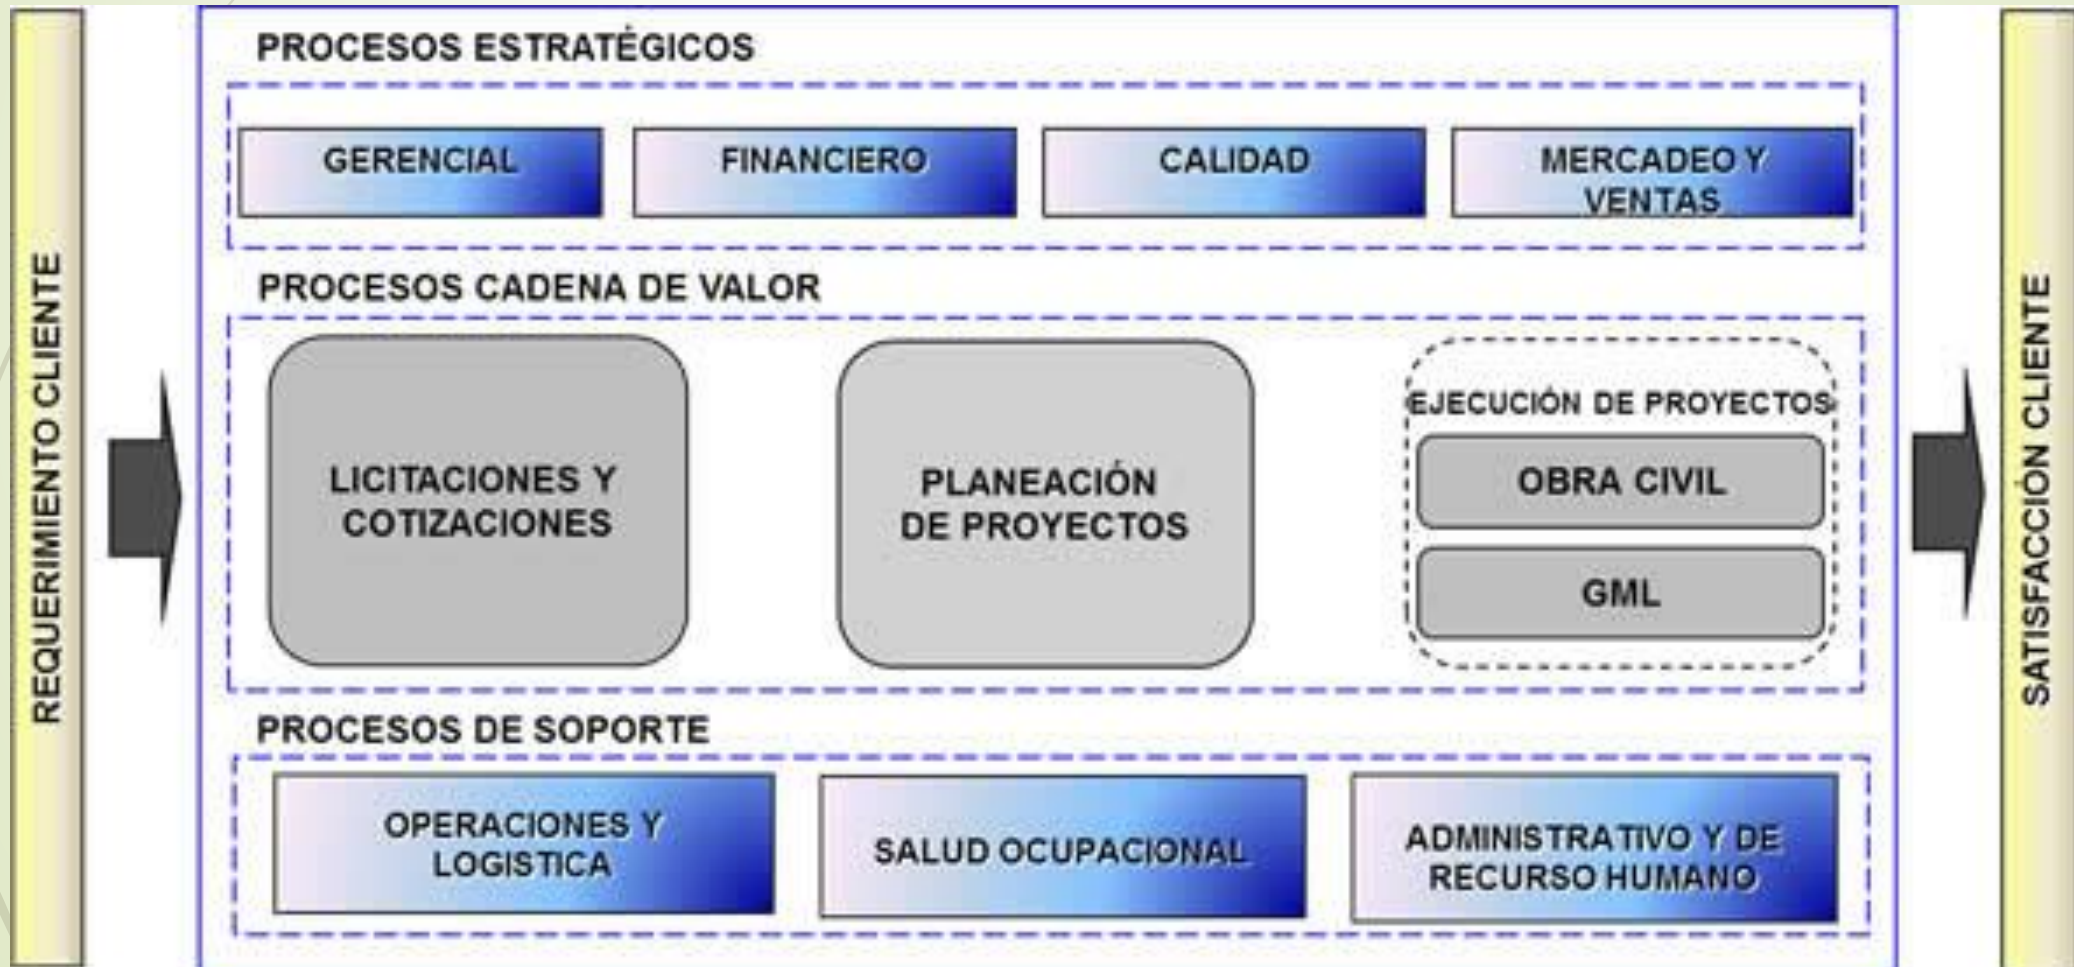 REQUERIMIENTO CLIENTE
PROCESOS ESTRATÉGICOS
GERENCIAL
FINANCIERO
CALIDAD
MERCADEO Y
VENTAS
PROCESOS CADENA DE VALOR
LICITACIONES Y
COTIZACIONES
PLANEACIÓN
DE PROYECTOS
EJECUCIÓN DE PROYECTOS
OBRA CIVIL
GML
PROCESOS DE SOPORTE
OPERACIONES Y
LOGISTICA
SALUD OCUPACIONAL
ADMINISTRATIVO Y DE
RECURSO HUMANO
SATISFACCIÓN CLIENTE